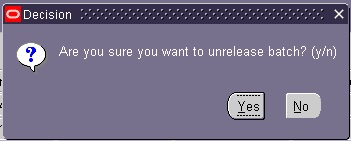 Decision
Are you sure you want to unrelease batch? (y/n)
Yes No